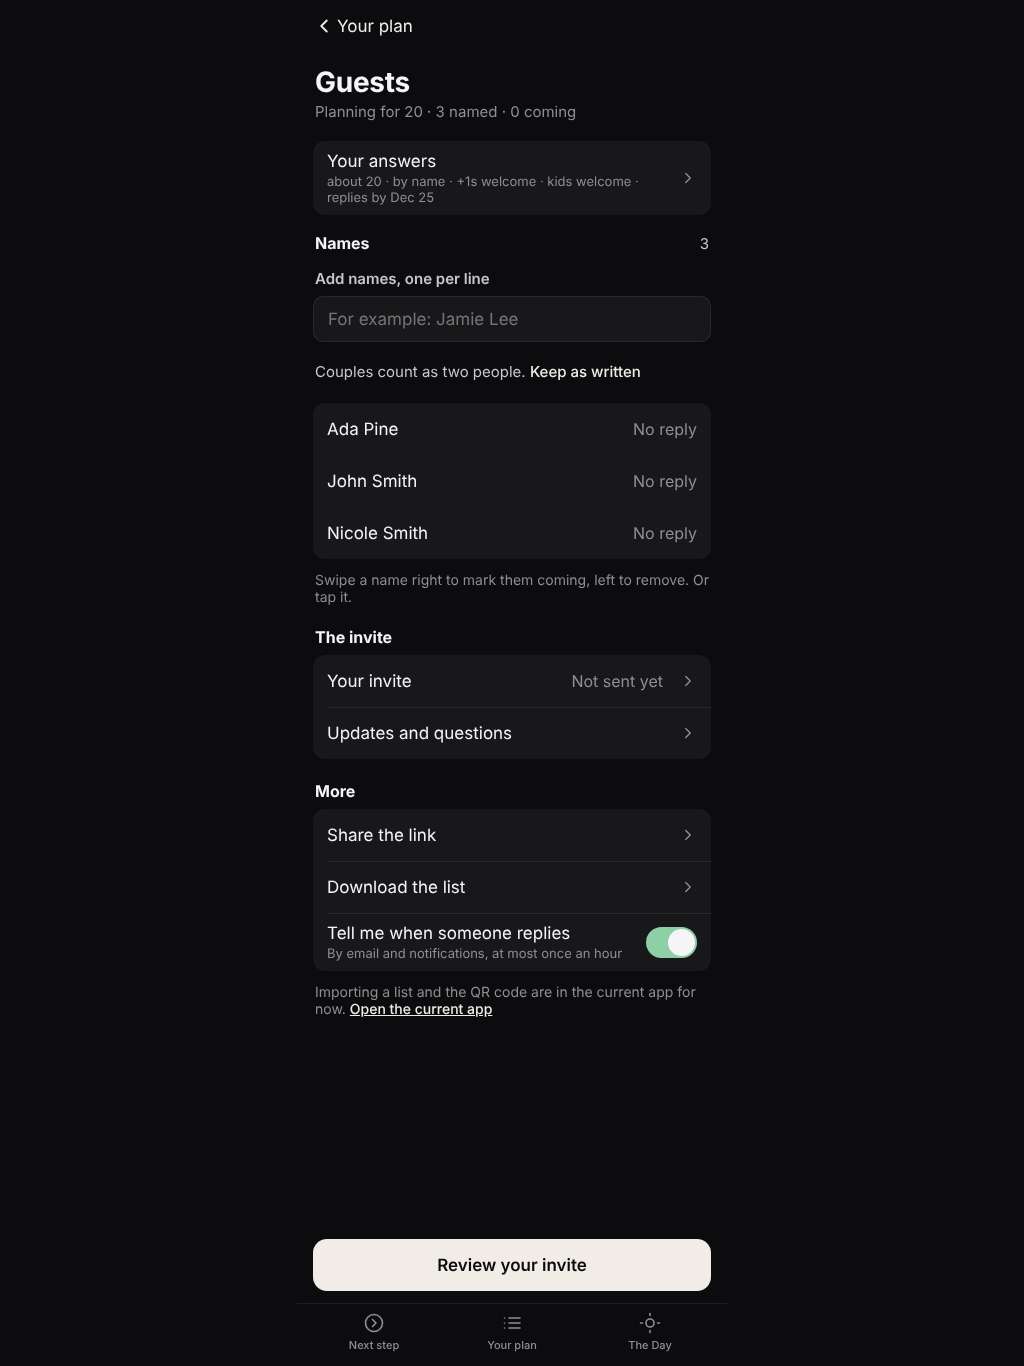 Your plan
Guests
Planning for 20 · 3 named · 0 coming
Your answers
about 20 · by name · +1s welcome · kids welcome ·
replies by Dec 25
Names 3
Add names, one per line
For example: Jamie Lee
Couples count as two people. Keep as written
Ada Pine No reply
John Smith No reply
Nicole Smith No reply
Swipe a name right to mark them coming, left to remove. Or
tap it.
The invite
Your invite Not sent yet
Updates and questions
More
Share the link
Download the list
Tell me when someone replies
By email and notifications, at most once an hour
Importing a list and the QR code are in the current app for
now. Open the current app
Review your invite
Next step Your plan The Day